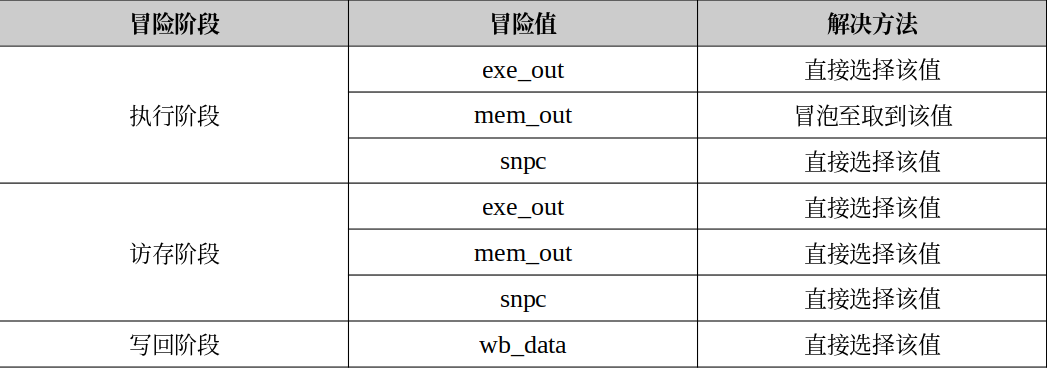 冒险阶段 冒险值 解决方法
执行阶段 exe_out 直接选择该值
mem_out 冒泡至取到该值
snpc 直接选择该值
访存阶段 exe_out 直接选择该值
mem_out 直接选择该值
snpc 直接选择该值
写回阶段 wb_data 直接选择该值